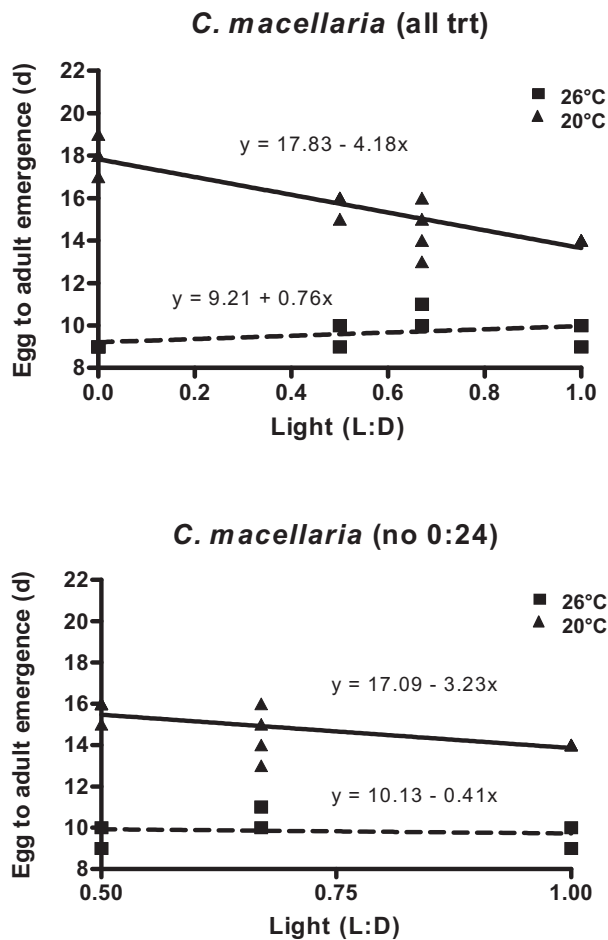 C. macellaria (all trt)
Egg to adult emergence (d)
22
20
18
16
14
12
10
8
26°C
20°C
y = 17.83 - 4.18x
y = 9.21 + 0.76x
0.0 0.2 0.4 0.6 0.8 1.0
Light (L:D)
C. macellaria (no 0:24)
Egg to adult emergence (d)
22
20
18
16
14
12
10
8
26°C
20°C
y = 17.09 - 3.23x
y = 10.13 - 0.41x
0.50 0.75 1.00
Light (L:D)